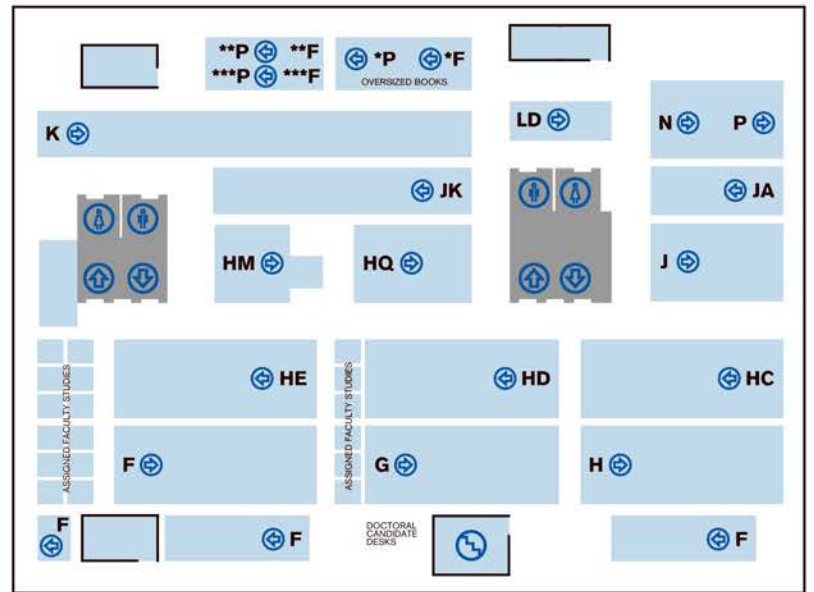 **P **F
***P ***F
*P *F
OVERSIZED BOOKS
K
LD
N P
JK
JA
HM
HQ
J
ASSIGNED FACULTY STUDIES
HE
ASSIGNED FACULTY STUDIES
HD
HC
F
G
H
F
F
DOCTORAL
CANDIDATE
DESKS
F